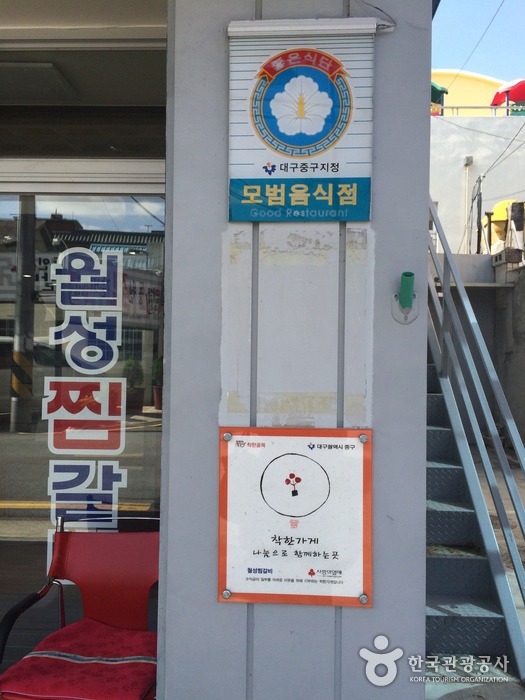 좋은식단
대구중구지정
모범음식점
Good Restaurant
월성찜갈
착한골목
대구광역시 중구
착한가게
나눔으로 함께하는곳
월성찜갈비
사랑의열매
한국관광공사
KOREA TOURISM ORGANIZATION